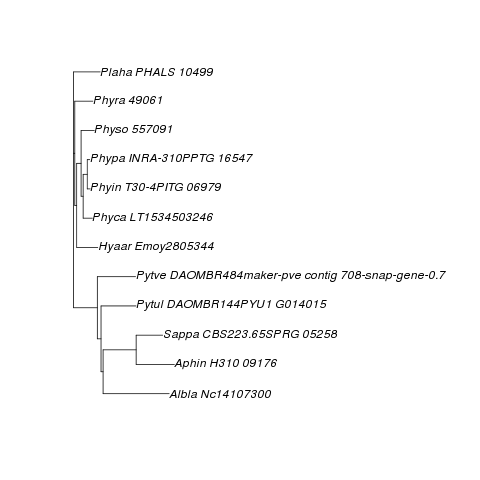 Plaha PHALS 10499
Phyra 49061
Physo 557091
Phypa INRA-310PPTG 16547
Phyin T30-4PITG 06979
Phyca LT1534503246
Hyaar Emoy2805344
Pytve DAOMBR484maker-pve contig 708-snap-gene-0.7
Pytul DAOMBR144PYU1 G014015
Sappa CBS223.65SPRG 05258
Aphin H310 09176
Albla Nc14107300